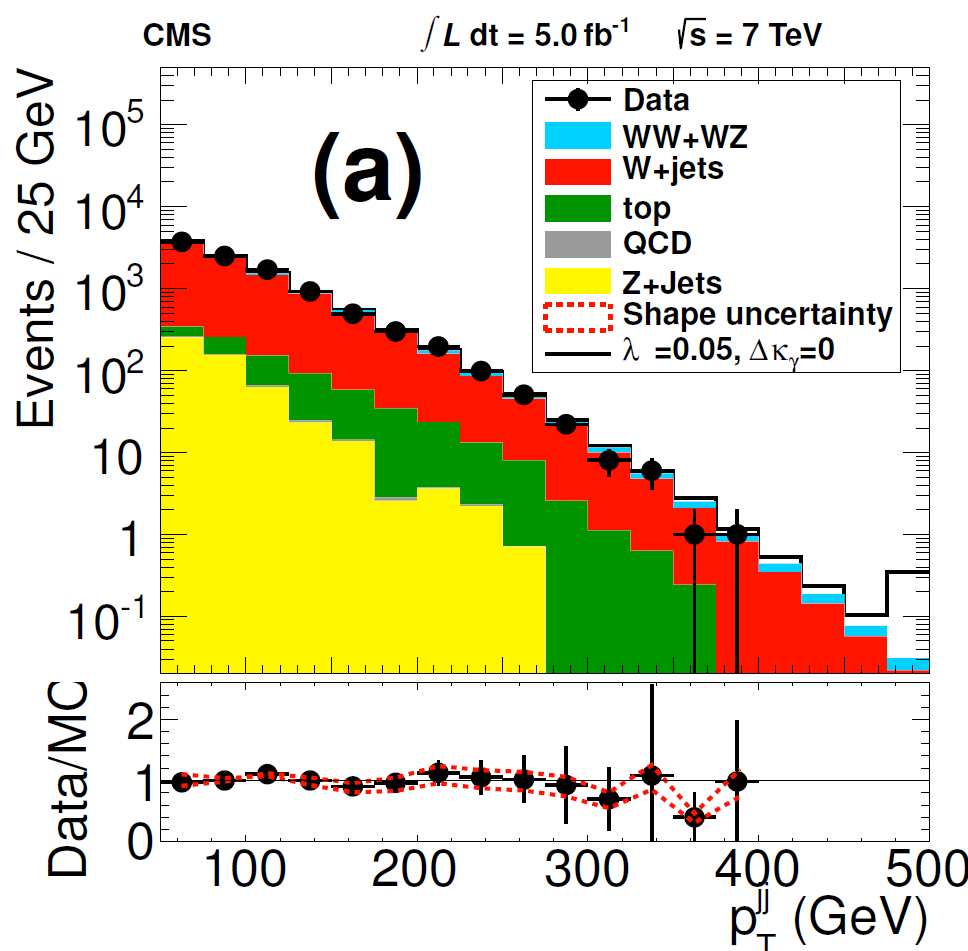 CMS ∫ L dt = 5.0 fb⁻¹ √s = 7 TeV
Events / 25 GeV
10⁵
10⁴
10³
10²
10
1
10⁻¹
(a)
Data
WW+WZ
W+jets
top
QCD
Z+Jets
Shape uncertainty
λ =0.05, Δκγ=0
Data/MC
2
1
0
100 200 300 400 500
p_T^jj (GeV)